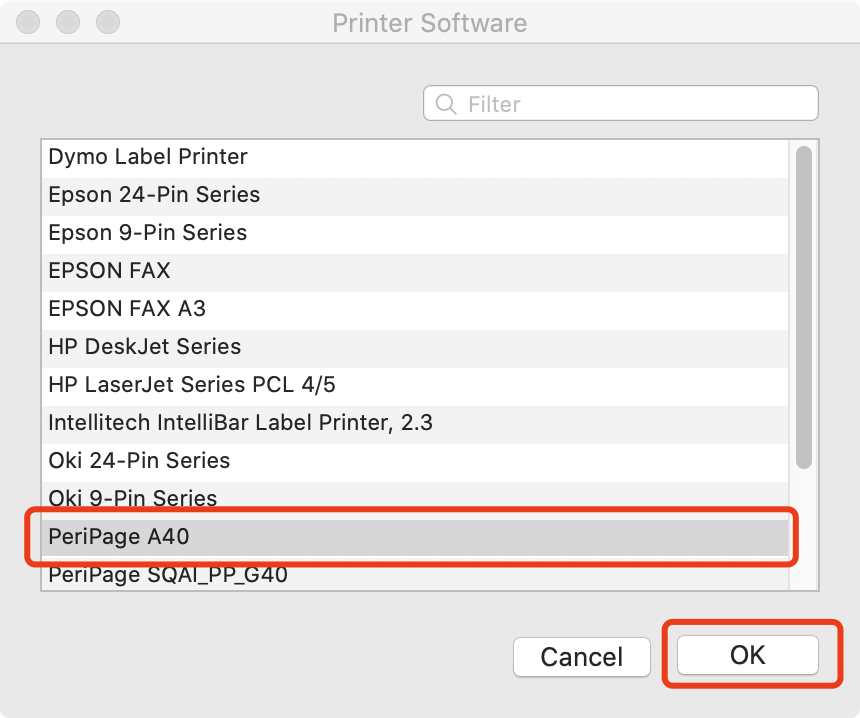 Printer Software
Filter
Dymo Label Printer
Epson 24-Pin Series
Epson 9-Pin Series
EPSON FAX
EPSON FAX A3
HP DeskJet Series
HP LaserJet Series PCL 4/5
Intellitech IntelliBar Label Printer, 2.3
Oki 24-Pin Series
Oki 9-Pin Series
PeriPage A40
PeriPage SQAI_PP_G40
Cancel
OK